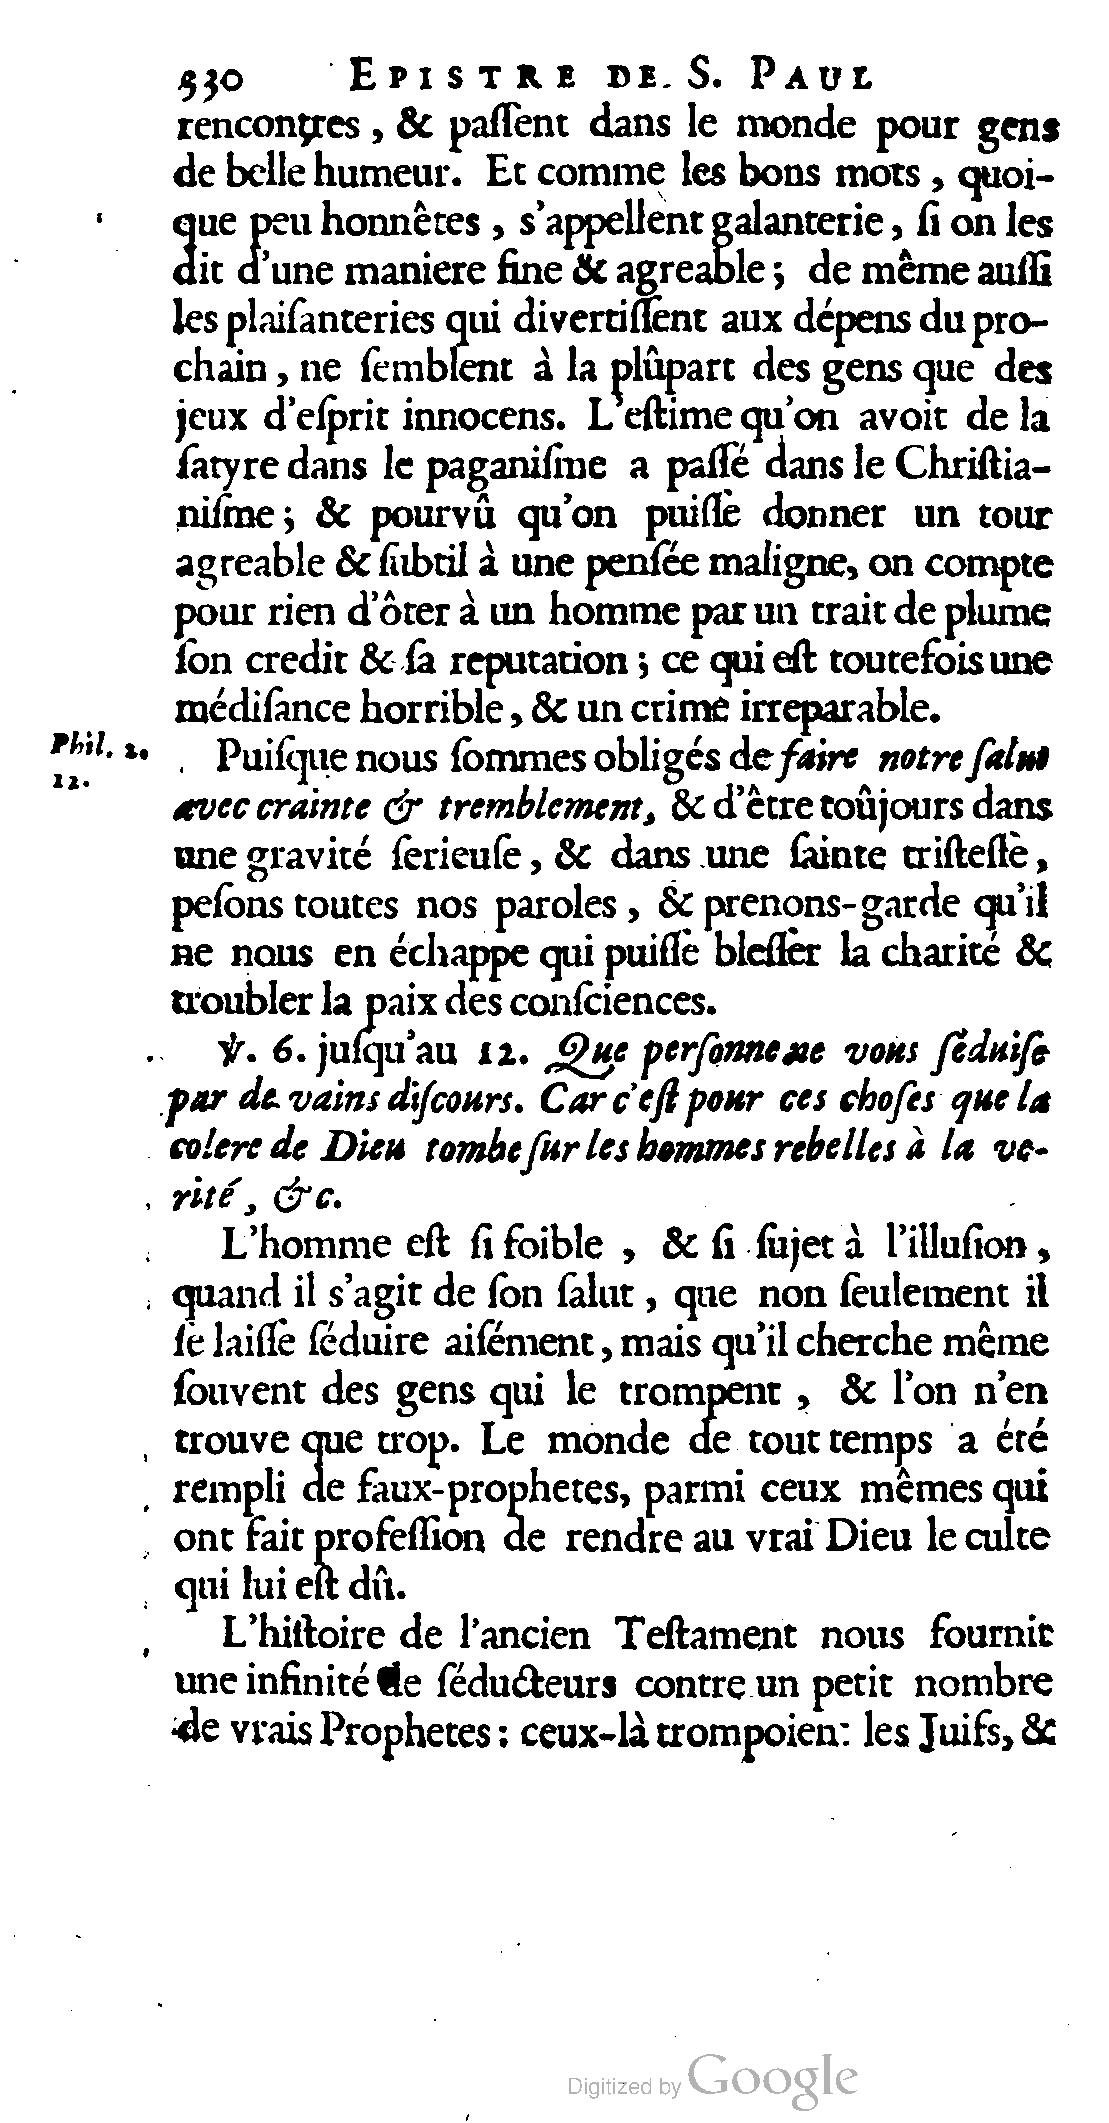 530 EPISTRE DE S. PAUL
rencontres, & paſſent dans le monde pour gens
de belle humeur. Et comme les bons mots, quoi-
que peu honnêtes, s'appellent galanterie, ſi on les
dit d'une maniere fine & agreable; de même auſſi
les plaiſanteries qui divertiſſent aux dépens du pro-
chain, ne ſemblent à la plûpart des gens que des
jeux d'eſprit innocens. L'eſtime qu'on avoit de la
ſatyre dans le paganiſme a paſſé dans le Chriſtia-
niſme; & pourvû qu'on puiſſe donner un tour
agreable & ſubtil à une penſée maligne, on compte
pour rien d'ôter à un homme par un trait de plume
ſon credit & ſa reputation; ce qui eſt toutefois une
médiſance horrible, & un crime irreparable.
Phil. 2.
12.
Puiſque nous ſommes obligés de faire notre ſalut
avec crainte & tremblement, & d'être toûjours dans
une gravité ſerieuſe, & dans une ſainte triſteſſe,
peſons toutes nos paroles, & prenons-garde qu'il
ne nous en échappe qui puiſſe bleſſer la charité &
troubler la paix des conſciences.
℣. 6. juſqu'au 12. Que perſonne ne vous ſéduiſe
par de vains diſcours. Car c'eſt pour ces choſes que la
colere de Dieu tombe ſur les hommes rebelles à la ve-
rité, &c.
L'homme eſt ſi foible, & ſi ſujet à l'illuſion,
quand il s'agit de ſon ſalut, que non ſeulement il
ſe laiſſe ſéduire aiſément, mais qu'il cherche même
ſouvent des gens qui le trompent, & l'on n'en
trouve que trop. Le monde de tout temps a été
rempli de faux-prophetes, parmi ceux mêmes qui
ont fait profeſſion de rendre au vrai Dieu le culte
qui lui eſt dû.
L'hiſtoire de l'ancien Teſtament nous fournit
une infinité de ſéducteurs contre un petit nombre
de vrais Prophetes: ceux-là trompoient les Juifs, &
Digitized by Google